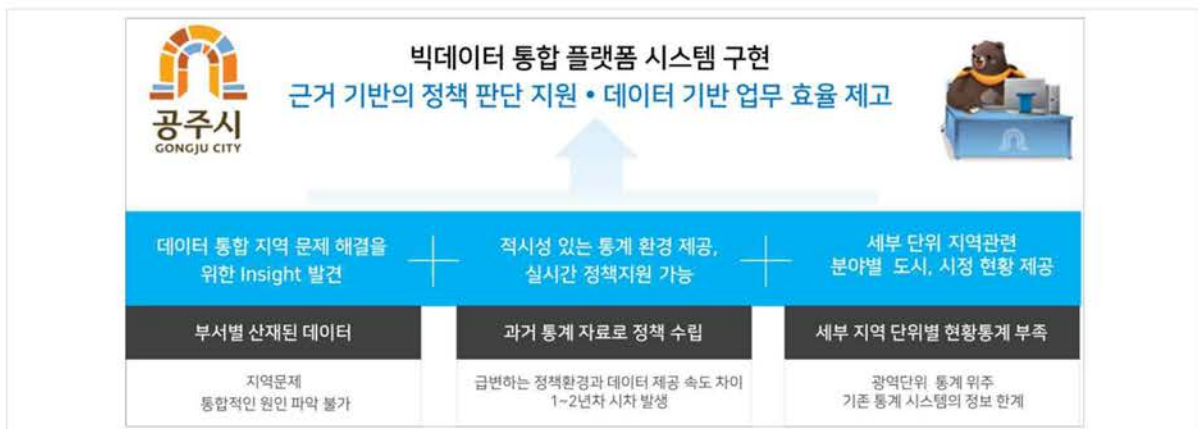 공주시
GONGJU CITY
빅데이터 통합 플랫폼 시스템 구현
근거 기반의 정책 판단 지원 • 데이터 기반 업무 효율 제고
데이터 통합 지역 문제 해결을
위한 Insight 발견
적시성 있는 통계 환경 제공,
실시간 정책지원 가능
세부 단위 지역관련
분야별 도시, 시정 현황 제공
부서별 산재된 데이터
과거 통계 자료로 정책 수립
세부 지역 단위별 현황통계 부족
지역문제
통합적인 원인 파악 불가
급변하는 정책환경과 데이터 제공 속도 차이
1~2년차 시차 발생
광역단위 통계 위주
기존 통계 시스템의 정보 한계